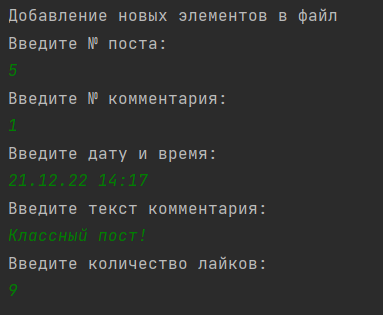 Добавление новых элементов в файл
Введите № поста:
5
Введите № комментария:
1
Введите дату и время:
21.12.22 14:17
Введите текст комментария:
Классный пост!
Введите количество лайков:
9